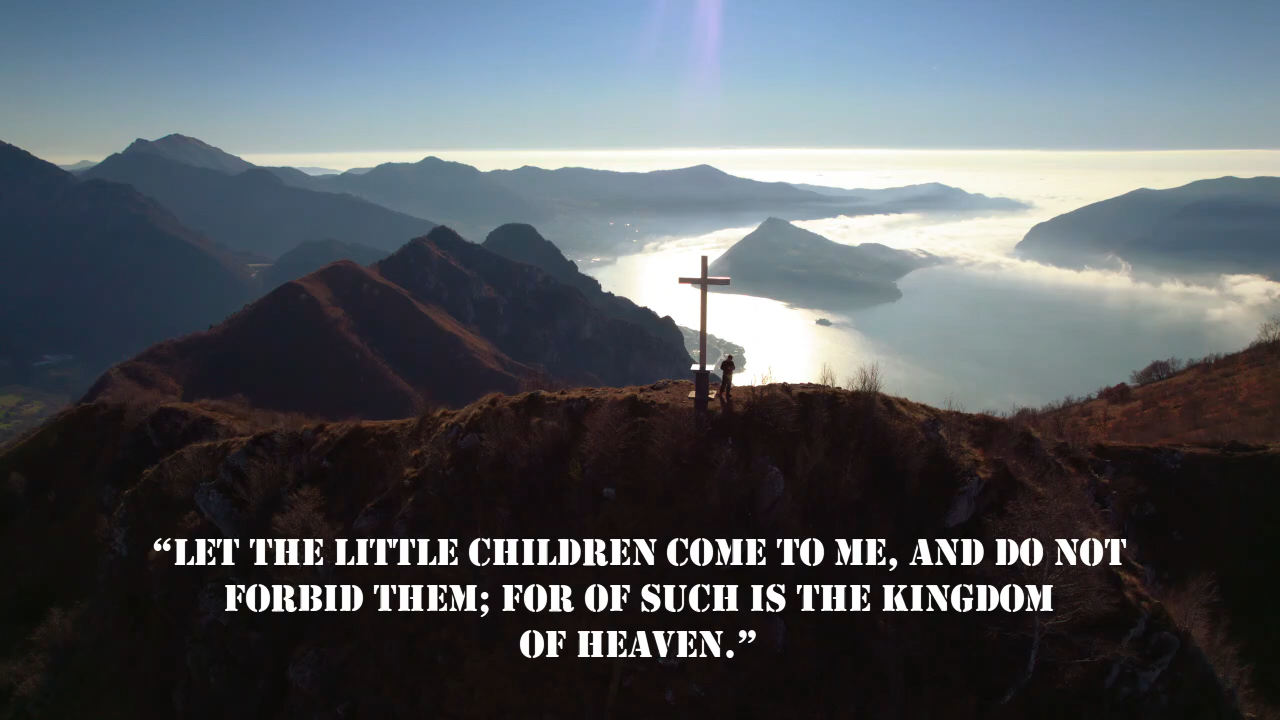 “LET THE LITTLE CHILDREN COME TO ME, AND DO NOT
FORBID THEM; FOR OF SUCH IS THE KINGDOM
OF HEAVEN.”